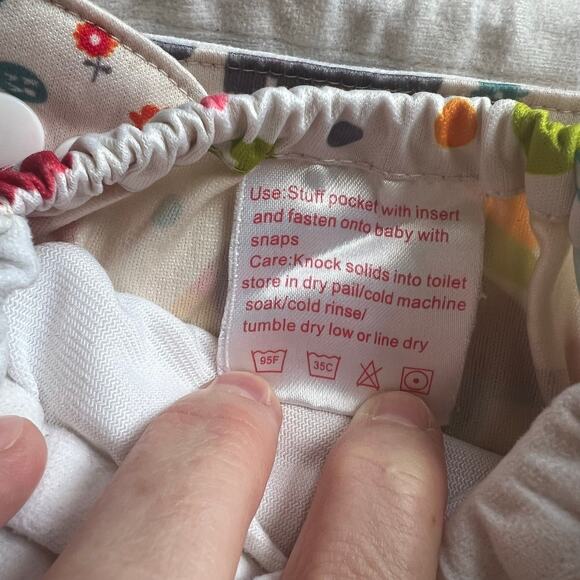 Use:Stuff pocket with insert
and fasten onto baby with
snaps
Care:Knock solids into toilet
store in dry pail/cold machine
soak/cold rinse/
tumble dry low or line dry
95F 35C